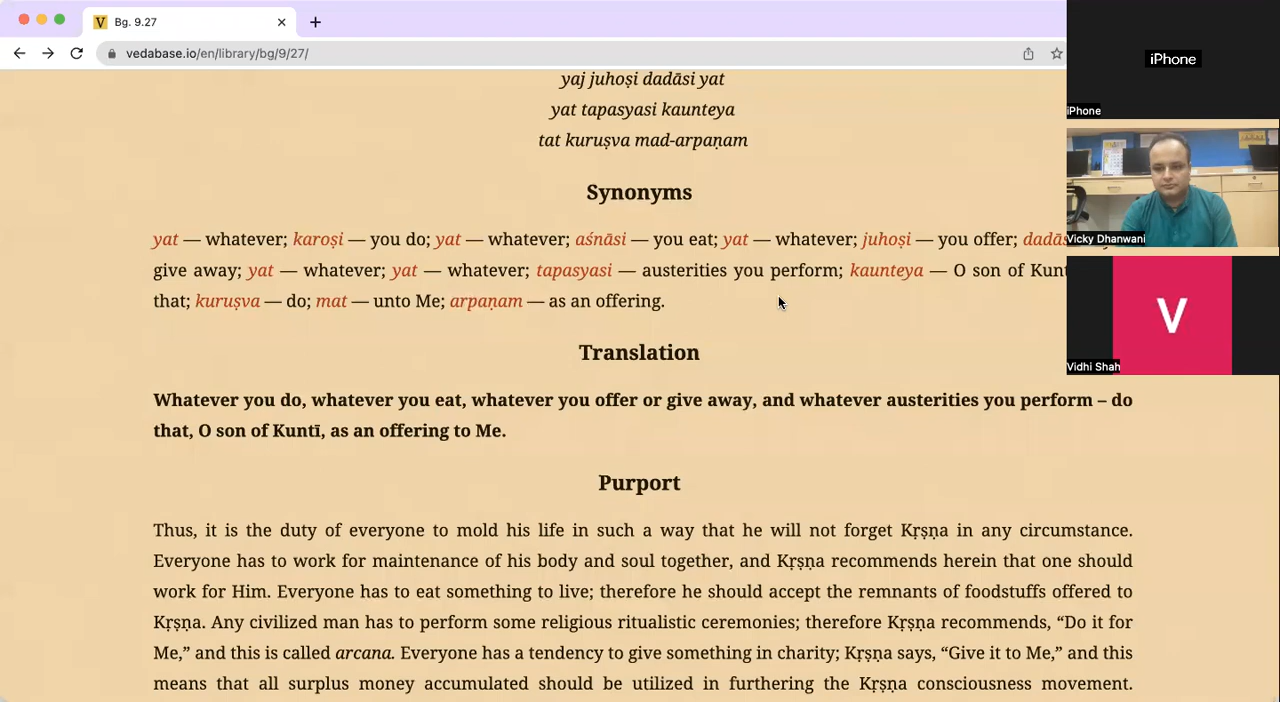 Bg. 9.27
vedabase.io/en/library/bg/9/27/
iPhone
iPhone
Vicky Dhanwani
V
Vidhi Shah
yaj juhoṣi dadāsi yat
yat tapasyasi kaunteya
tat kuruṣva mad-arpaṇam
Synonyms
yat — whatever; karoṣi — you do; yat — whatever; aśnāsi — you eat; yat — whatever; juhoṣi — you offer;
give away; yat — whatever; yat — whatever; tapasyasi — austerities you perform; kaunteya — O son of
that; kuruṣva — do; mat — unto Me; arpaṇam — as an offering.
Translation
Whatever you do, whatever you eat, whatever you offer or give away, and whatever austerities you perform – do
that, O son of Kuntī, as an offering to Me.
Purport
Thus, it is the duty of everyone to mold his life in such a way that he will not forget Kṛṣṇa in any circumstance.
Everyone has to work for maintenance of his body and soul together, and Kṛṣṇa recommends herein that one should
work for Him. Everyone has to eat something to live; therefore he should accept the remnants of foodstuffs offered to
Kṛṣṇa. Any civilized man has to perform some religious ritualistic ceremonies; therefore Kṛṣṇa recommends, “Do it for
Me,” and this is called arcana. Everyone has a tendency to give something in charity; Kṛṣṇa says, “Give it to Me,” and this
means that all surplus money accumulated should be utilized in furthering the Kṛṣṇa consciousness movement.